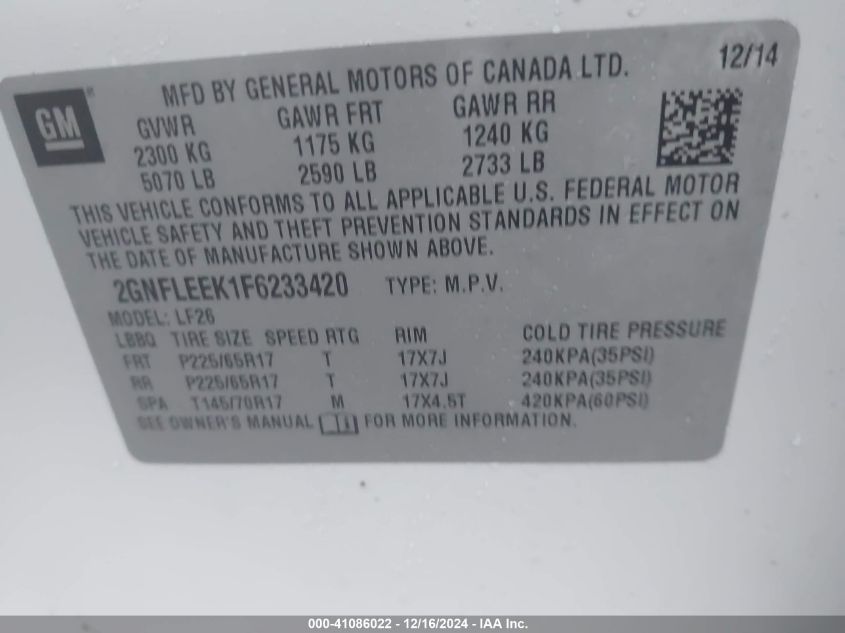 GM
MFD BY GENERAL MOTORS OF CANADA LTD. 12/14
GVWR GAWR FRT GAWR RR
2300 KG 1175 KG 1240 KG
5070 LB 2590 LB 2733 LB
THIS VEHICLE CONFORMS TO ALL APPLICABLE U.S. FEDERAL MOTOR
VEHICLE SAFETY AND THEFT PREVENTION STANDARDS IN EFFECT ON
THE DATE OF MANUFACTURE SHOWN ABOVE.
2GNFLEEK1F6233420 TYPE: M.P.V.
MODEL: LF26
LBBQ TIRE SIZE SPEED RTG RIM COLD TIRE PRESSURE
FRT P225/65R17 T 17X7J 240KPA(35PSI)
RR P225/65R17 T 17X7J 240KPA(35PSI)
SPA T145/70R17 M 17X4.5T 420KPA(60PSI)
SEE OWNER'S MANUAL FOR MORE INFORMATION.
000-41086022 - 12/16/2024 - IAA Inc.